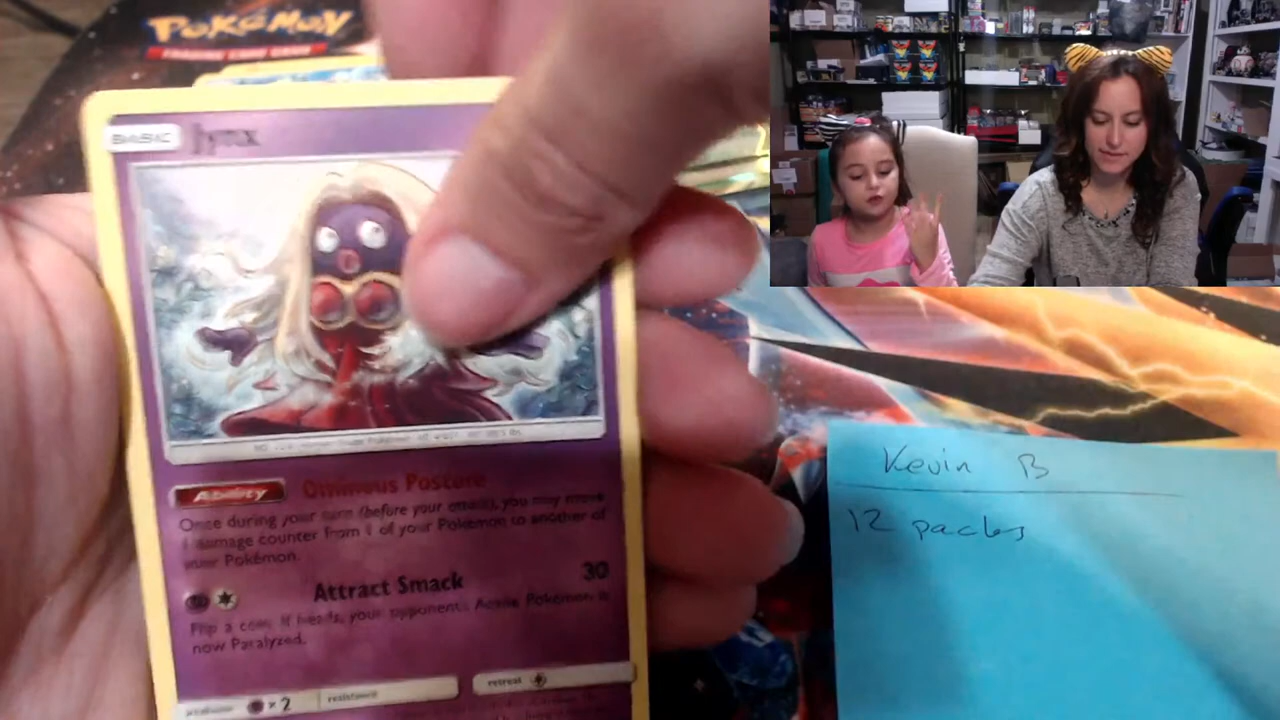 POKÉMON
TRADING CARD GAME
BASIC Jynx
Ability Ominous Posture
Once during your turn (before your attack), you may move
1 damage counter from 1 of your Pokémon to another of
your Pokémon.
Attract Smack 30
Flip a coin. If heads, your opponent's Active Pokémon is
now Paralyzed.
weakness ×2 resistance retreat
Kevin B
12 packs